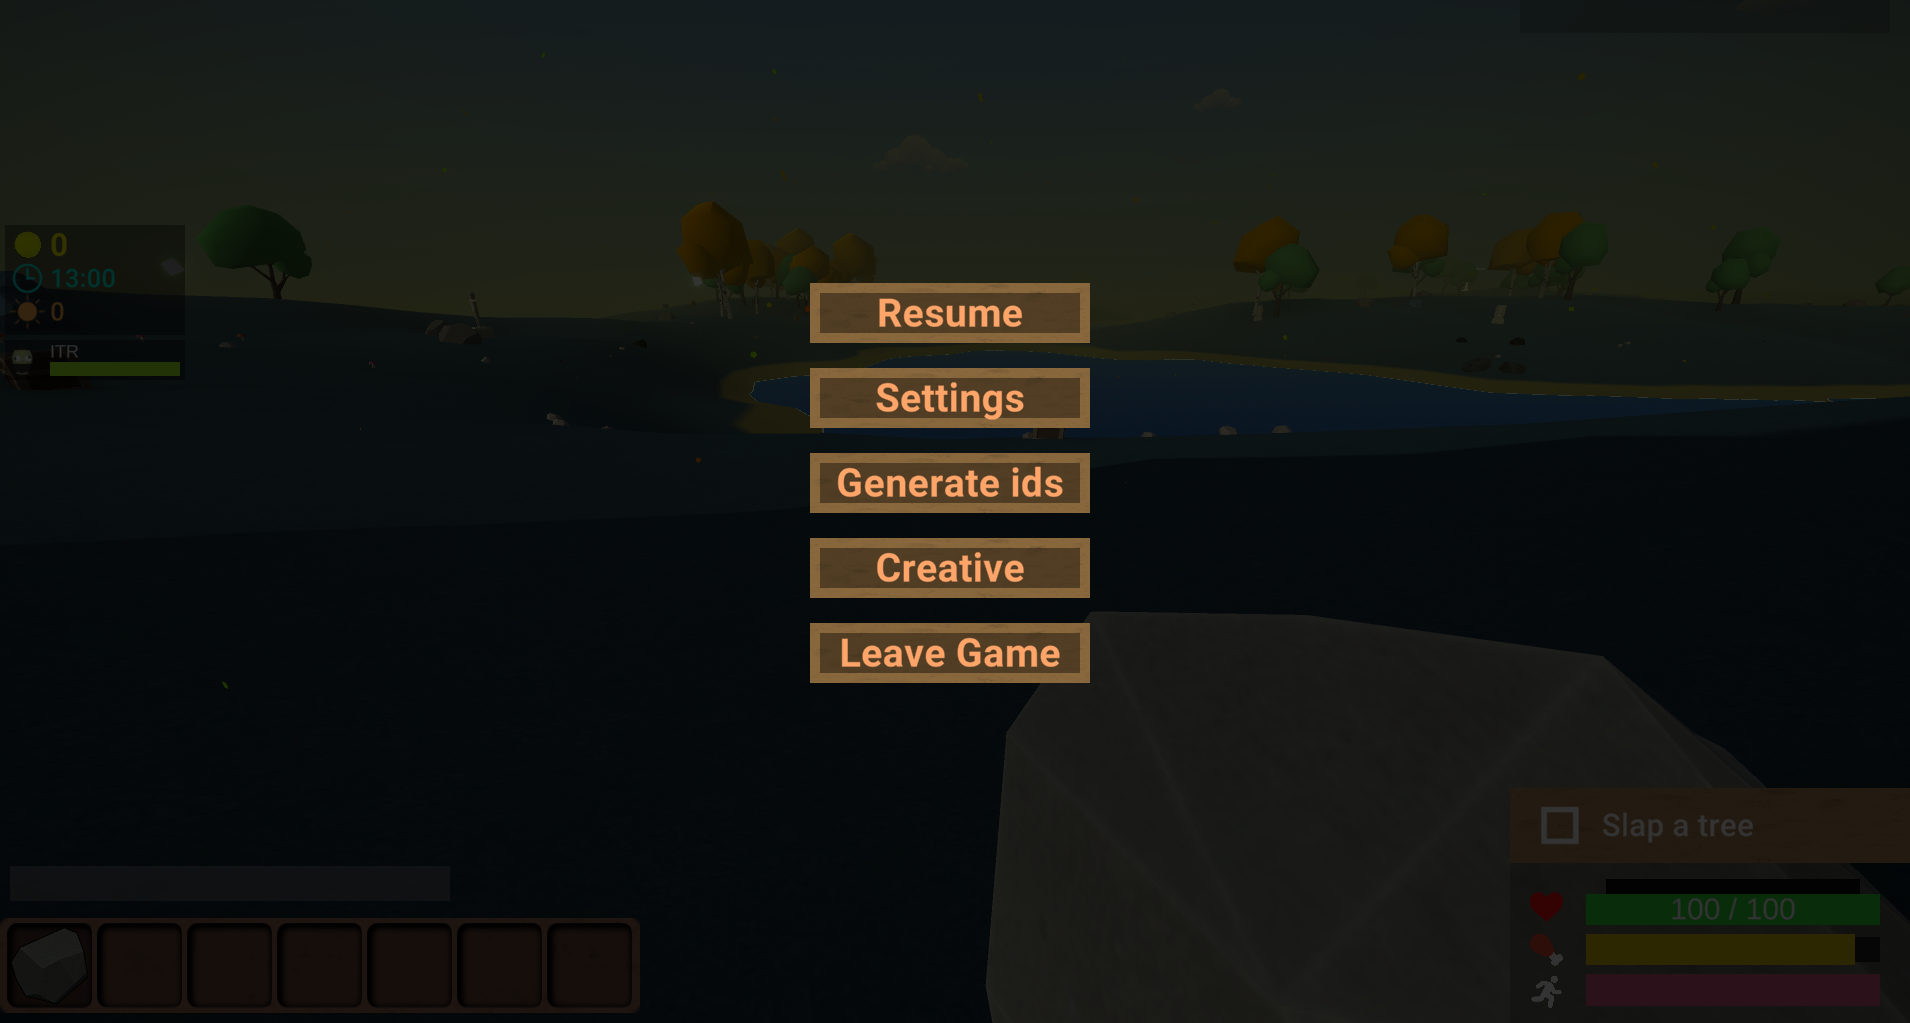 0
13:00
0
ITR
Resume
Settings
Generate ids
Creative
Leave Game
Slap a tree
100 / 100